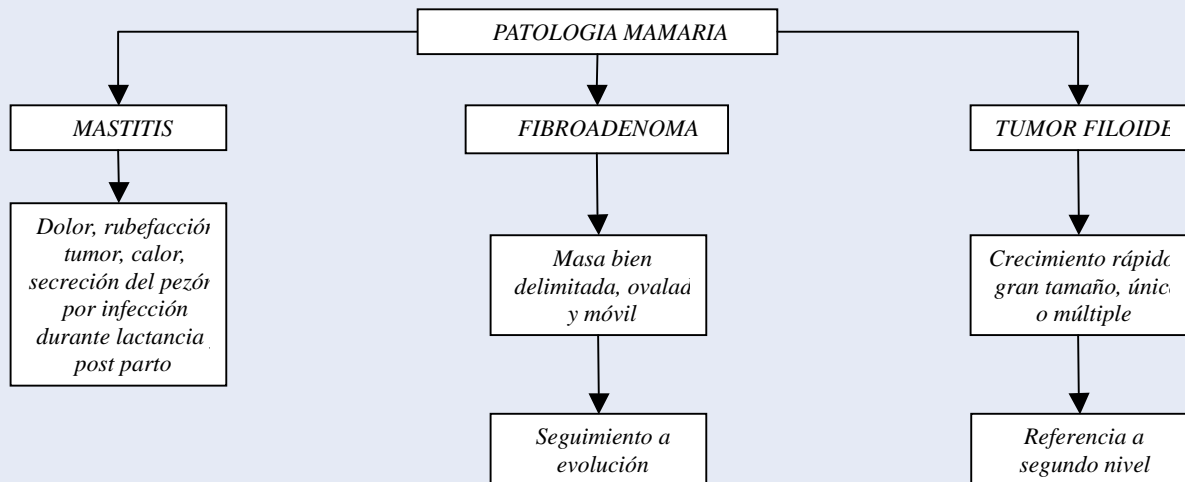 PATOLOGIA MAMARIA
MASTITIS
FIBROADENOMA
TUMOR FILOIDE
Dolor, rubefacción
tumor, calor,
secreción del pezón
por infección
durante lactancia
post parto
Masa bien
delimitada, ovalad
y móvil
Crecimiento rápido
gran tamaño, únic
o múltiple
Seguimiento a
evolución
Referencia a
segundo nivel